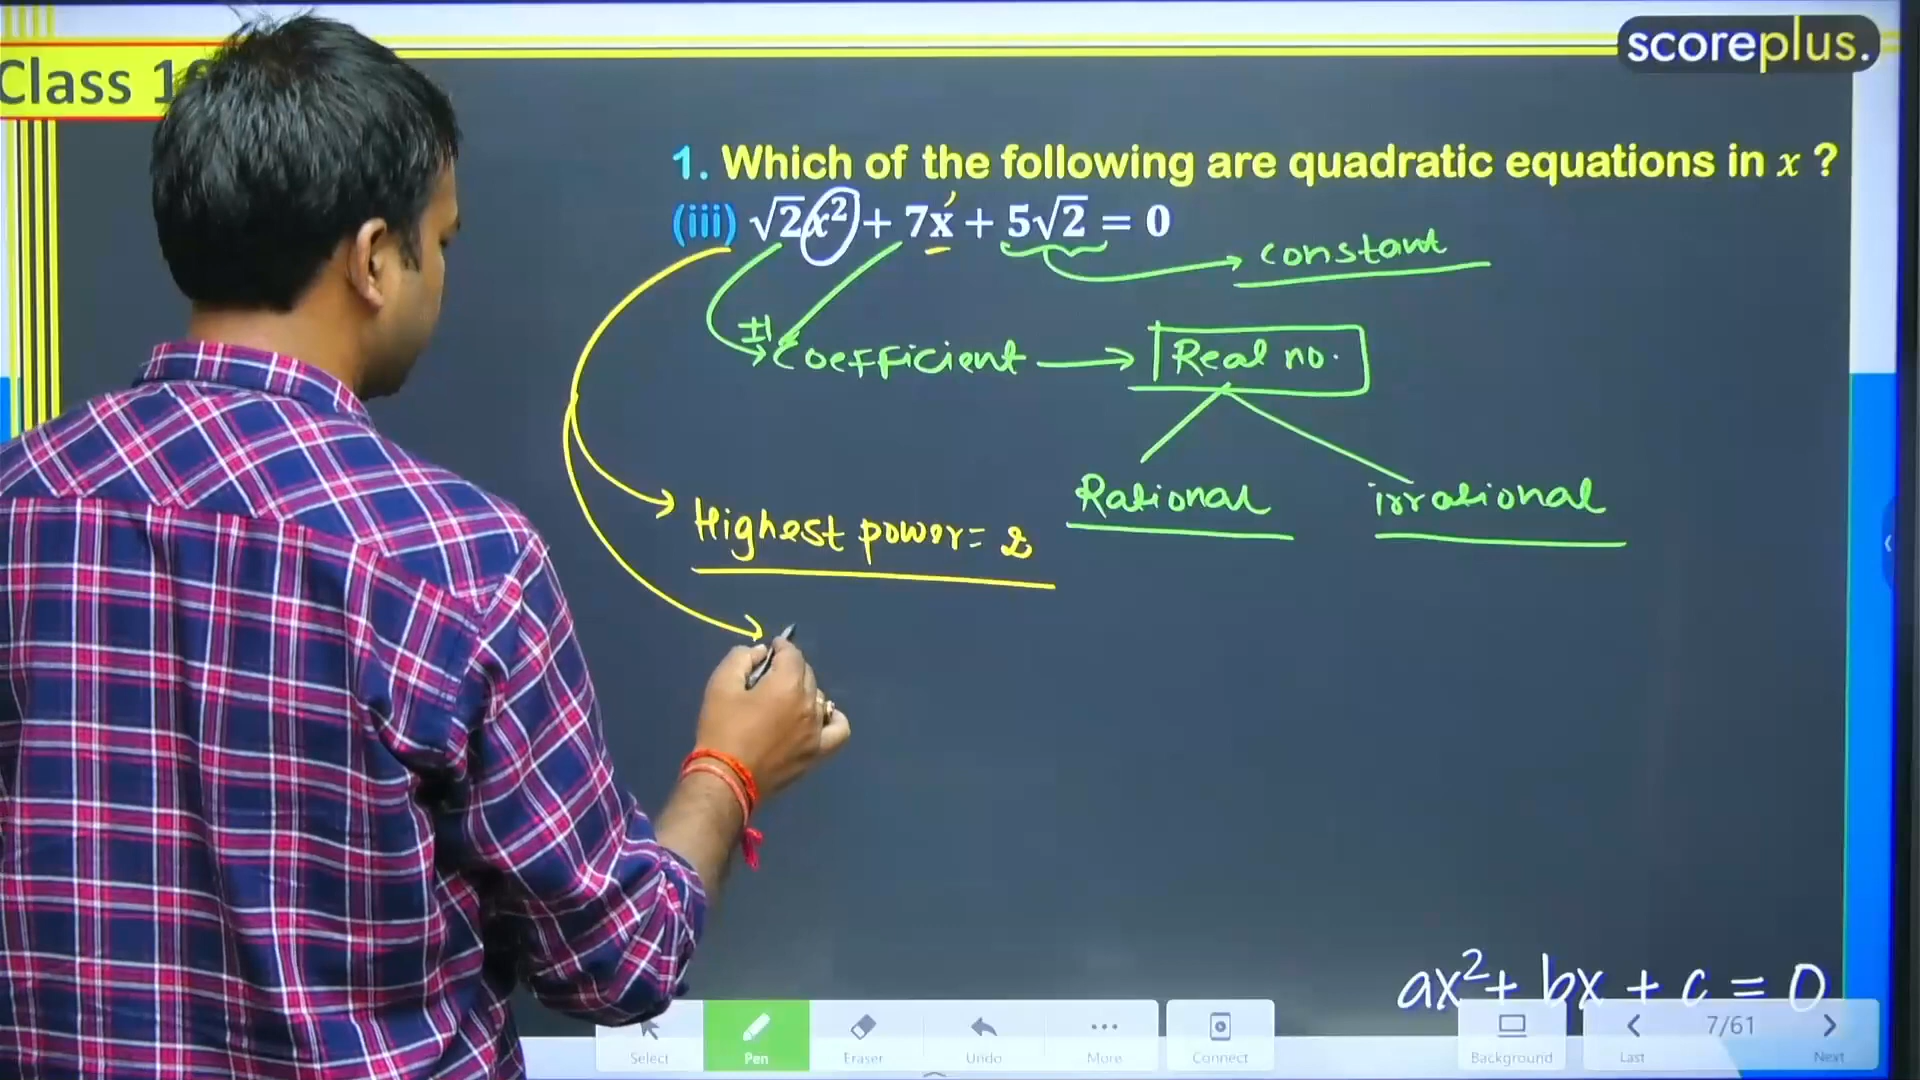 scoreplus.
Class 1
1. Which of the following are quadratic equations in x ?
(iii) √2x² + 7x + 5√2 = 0
constant
±1
Coefficient → Real no.
Rational irrational
Highest power = 2
ax² + bx + c = 0
Select Pen Eraser Undo More Connect Background Last 7/61 Next